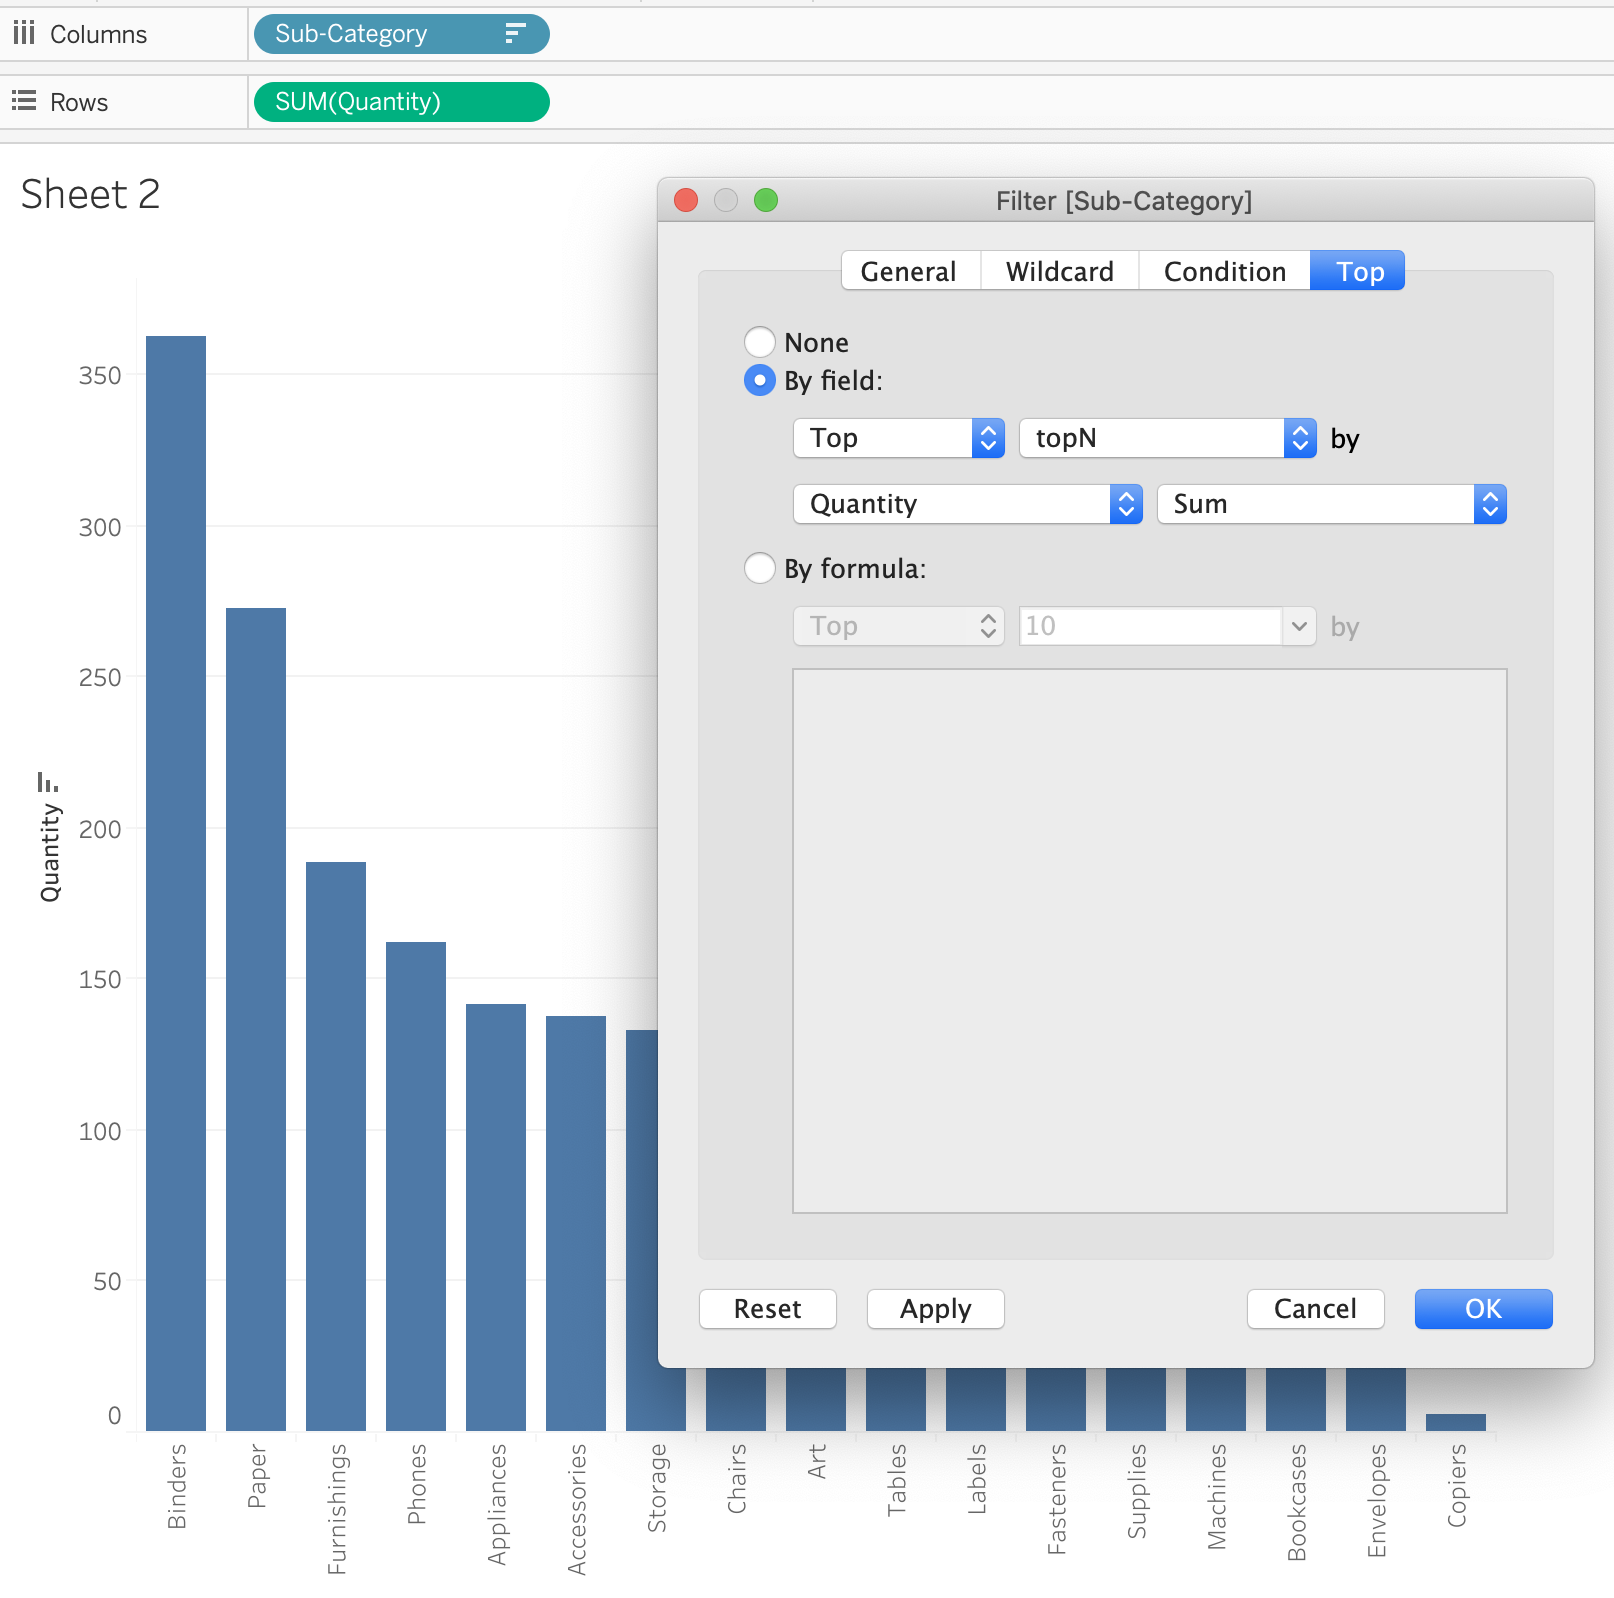 Columns
Sub-Category
Rows
SUM(Quantity)
Sheet 2
Filter [Sub-Category]
General
Wildcard
Condition
Top
None
By field:
Top
topN
by
Quantity
Sum
By formula:
Top
10
by
Reset
Apply
Cancel
OK
Quantity
350
300
250
200
150
100
50
0
Binders
Paper
Furnishings
Phones
Appliances
Accessories
Storage
Chairs
Art
Tables
Labels
Fasteners
Supplies
Machines
Bookcases
Envelopes
Copiers